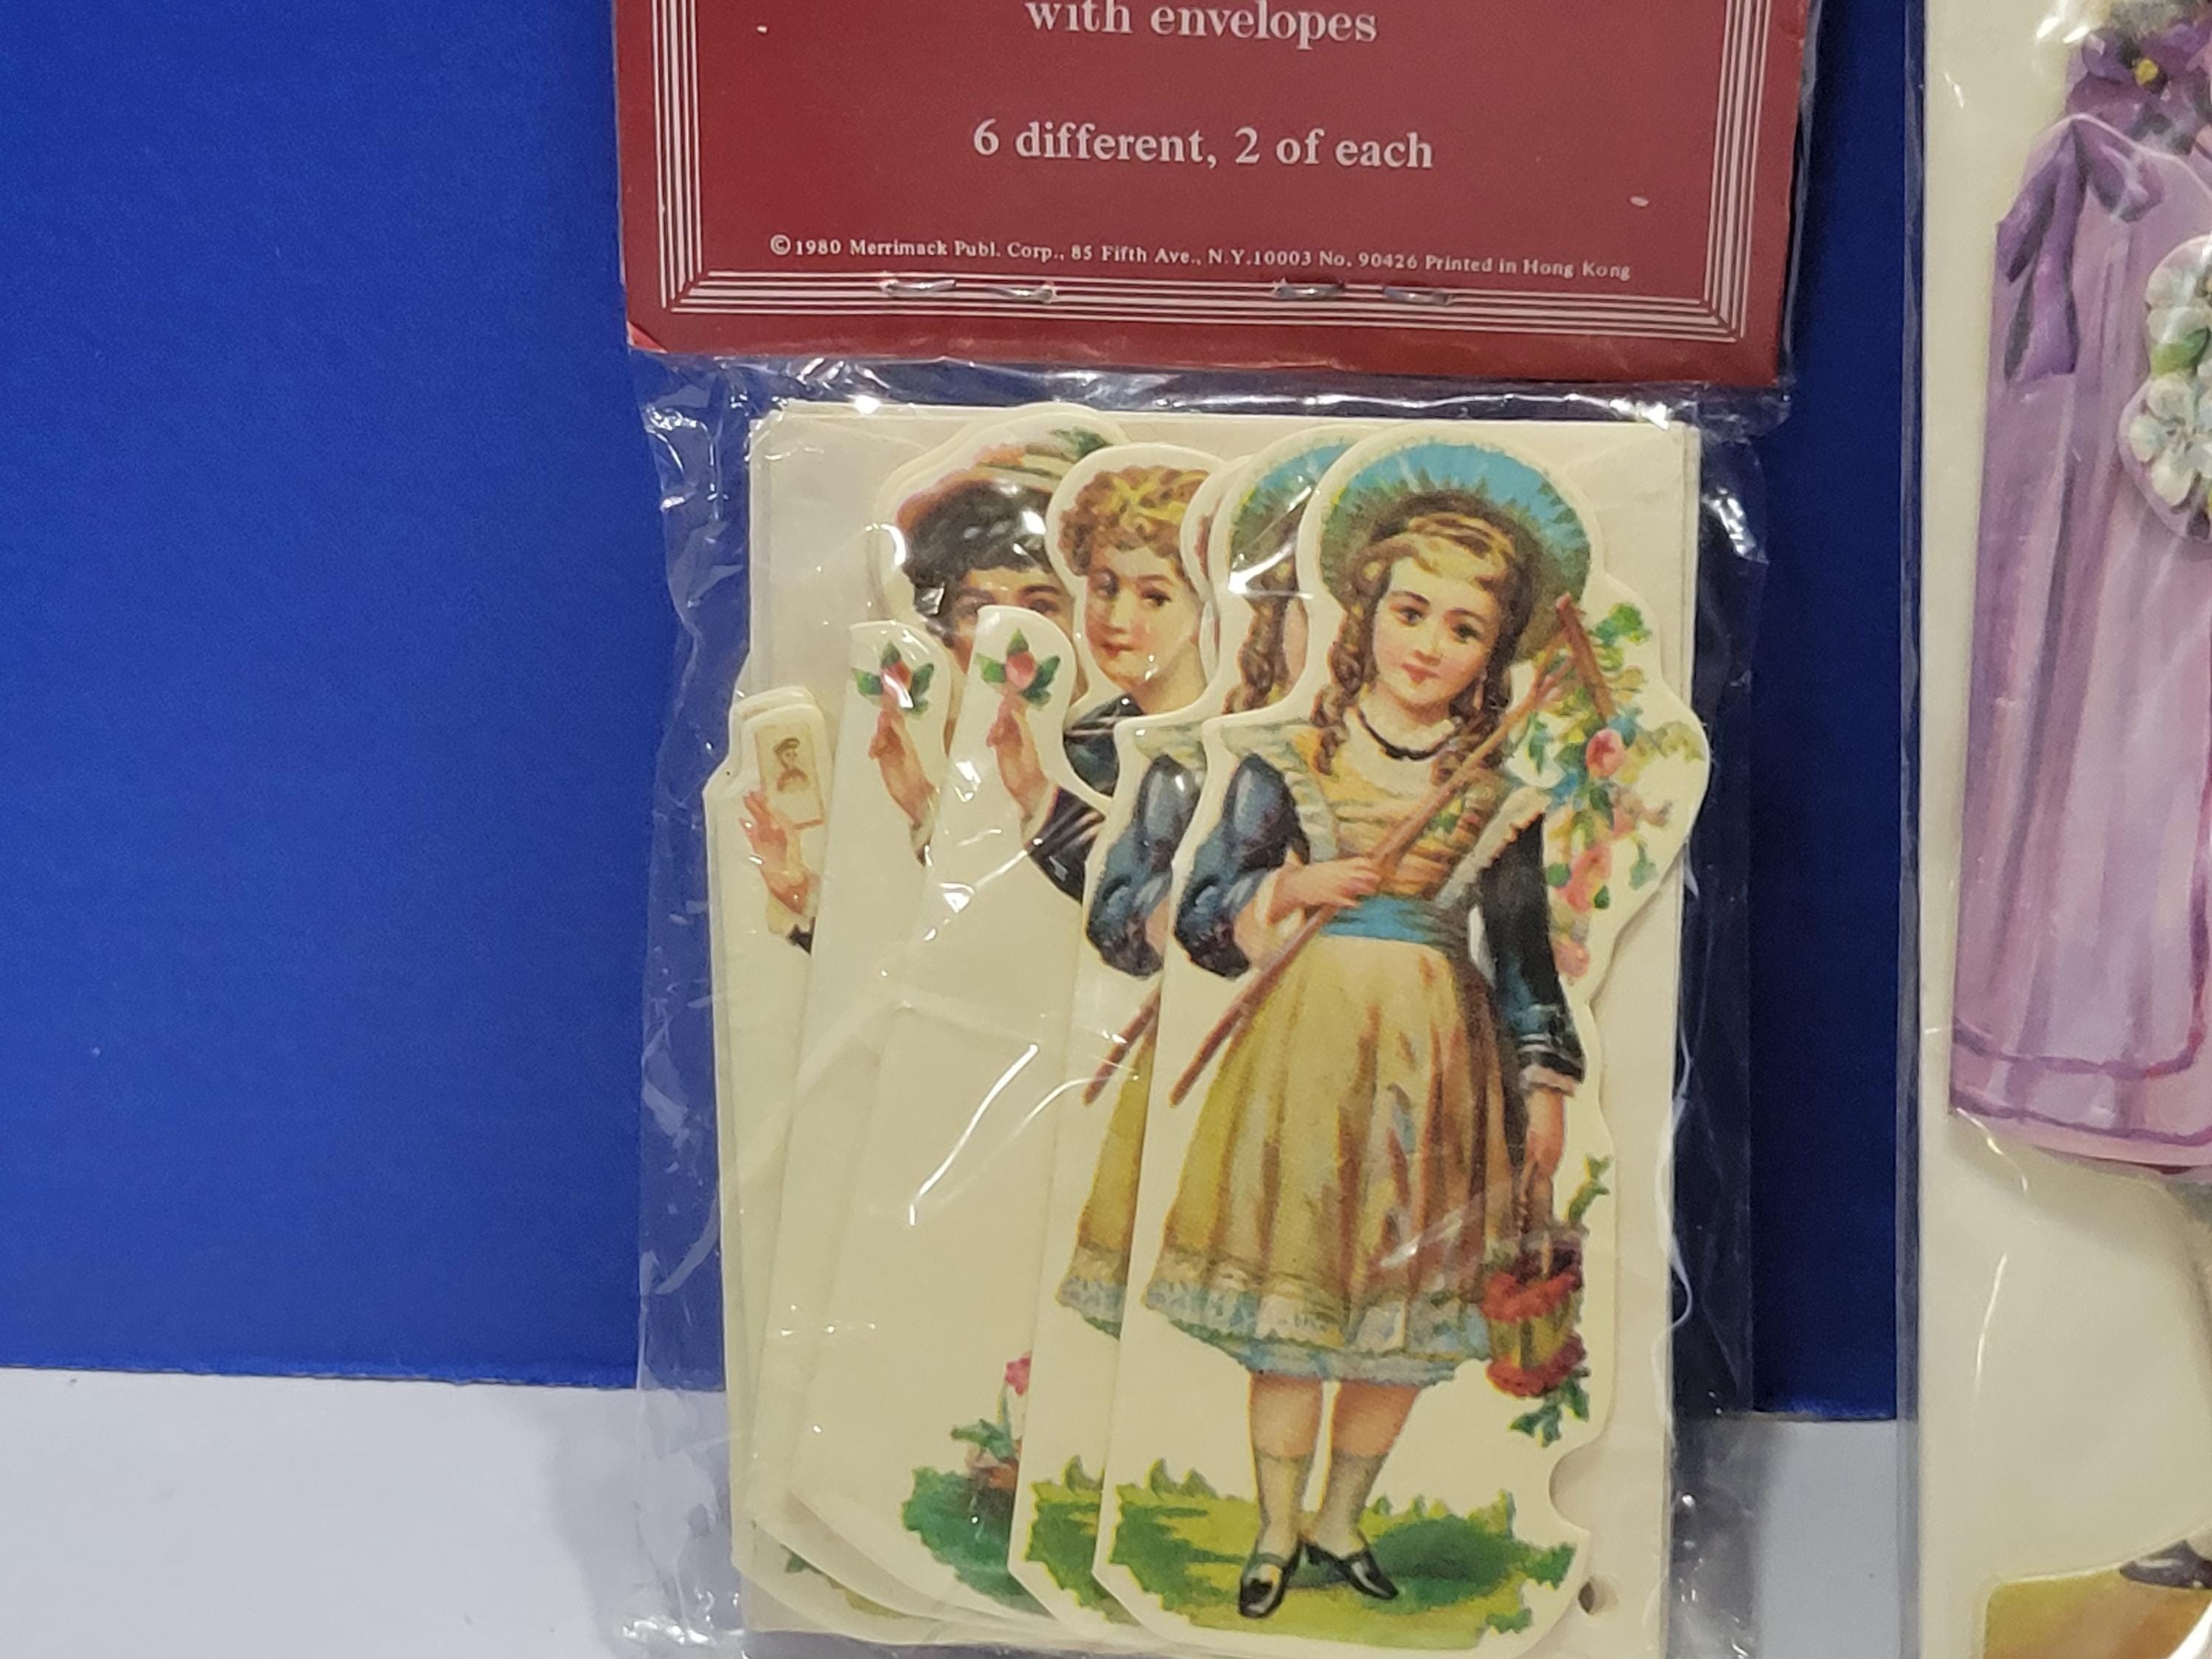 with envelopes
6 different, 2 of each
©1980 Merrimack Publ. Corp., 85 Fifth Ave., N.Y.10003 No. 90426 Printed in Hong Kong